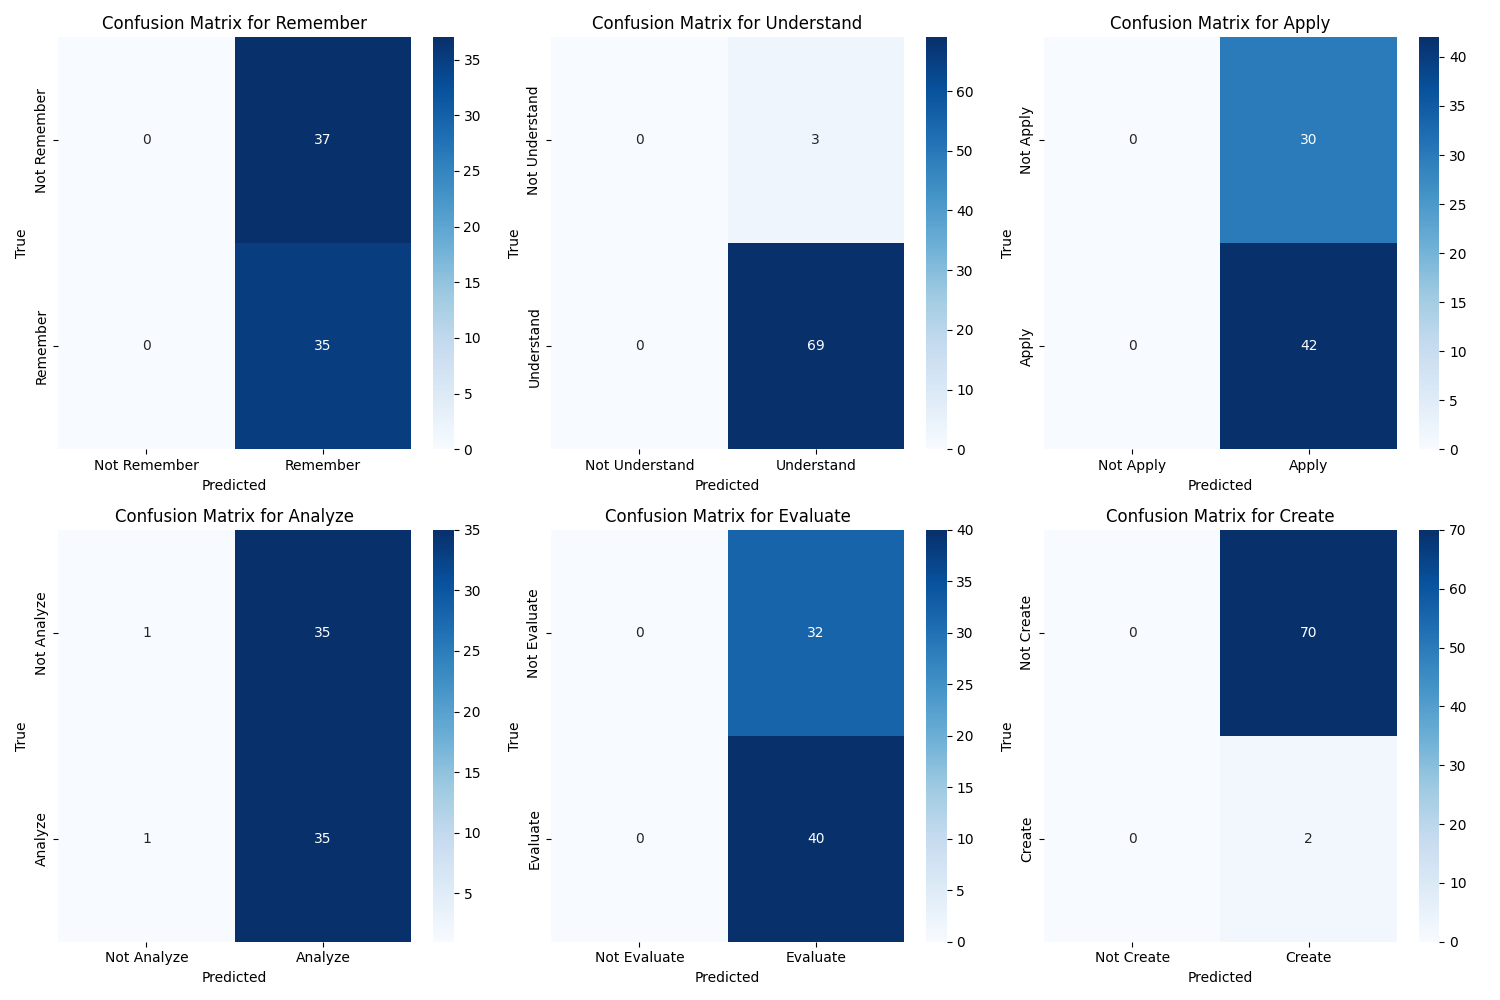 Confusion Matrix for Remember
Not Remember
Remember
True
0
37
0
35
Not Remember
Remember
Predicted
35
30
25
20
15
10
5
0
Confusion Matrix for Understand
Not Understand
Understand
True
0
3
0
69
Not Understand
Understand
Predicted
60
50
40
30
20
10
0
Confusion Matrix for Apply
Not Apply
Apply
True
0
30
0
42
Not Apply
Apply
Predicted
40
35
30
25
20
15
10
5
0
Confusion Matrix for Analyze
Not Analyze
Analyze
True
1
35
1
35
Not Analyze
Analyze
Predicted
35
30
25
20
15
10
5
Confusion Matrix for Evaluate
Not Evaluate
Evaluate
True
0
32
0
40
Not Evaluate
Evaluate
Predicted
40
35
30
25
20
15
10
5
0
Confusion Matrix for Create
Not Create
Create
True
0
70
0
2
Not Create
Create
Predicted
70
60
50
40
30
20
10
0